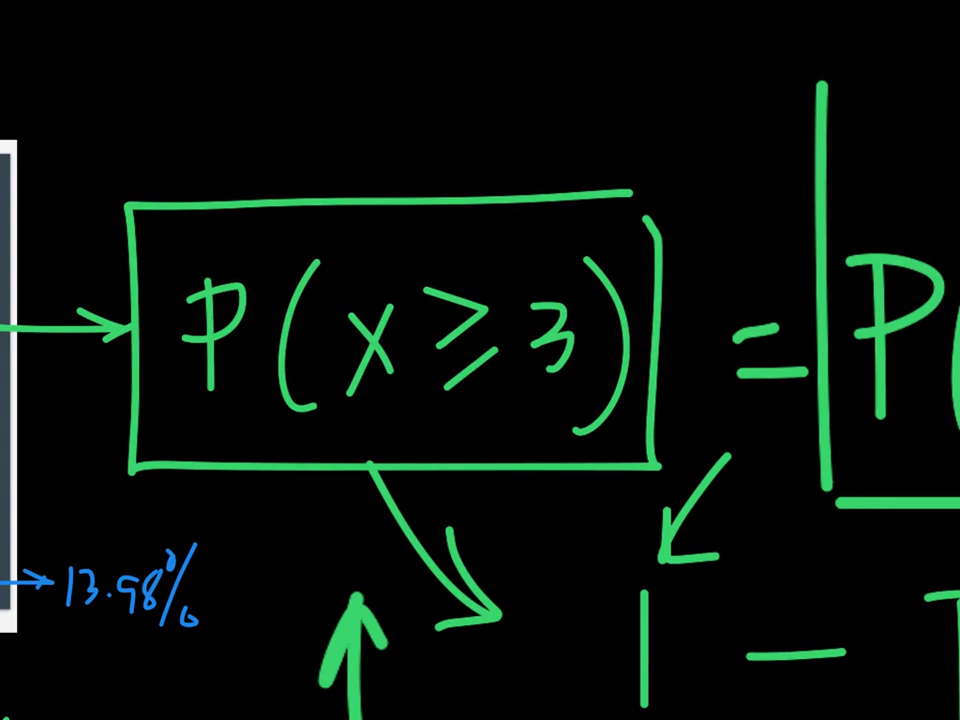 P(x ≥ 3) = P(
13.98%
1 -